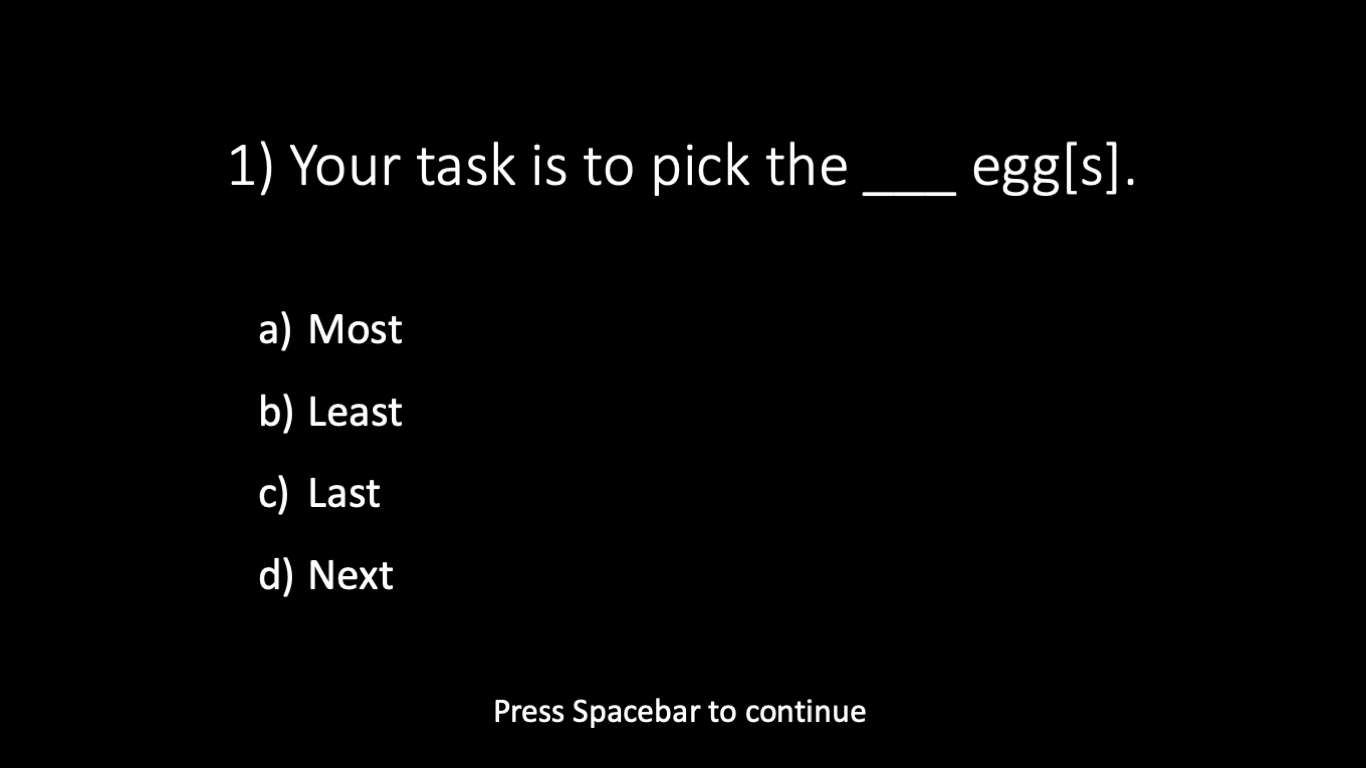 1) Your task is to pick the ___ egg[s].
a) Most
b) Least
c) Last
d) Next
Press Spacebar to continue